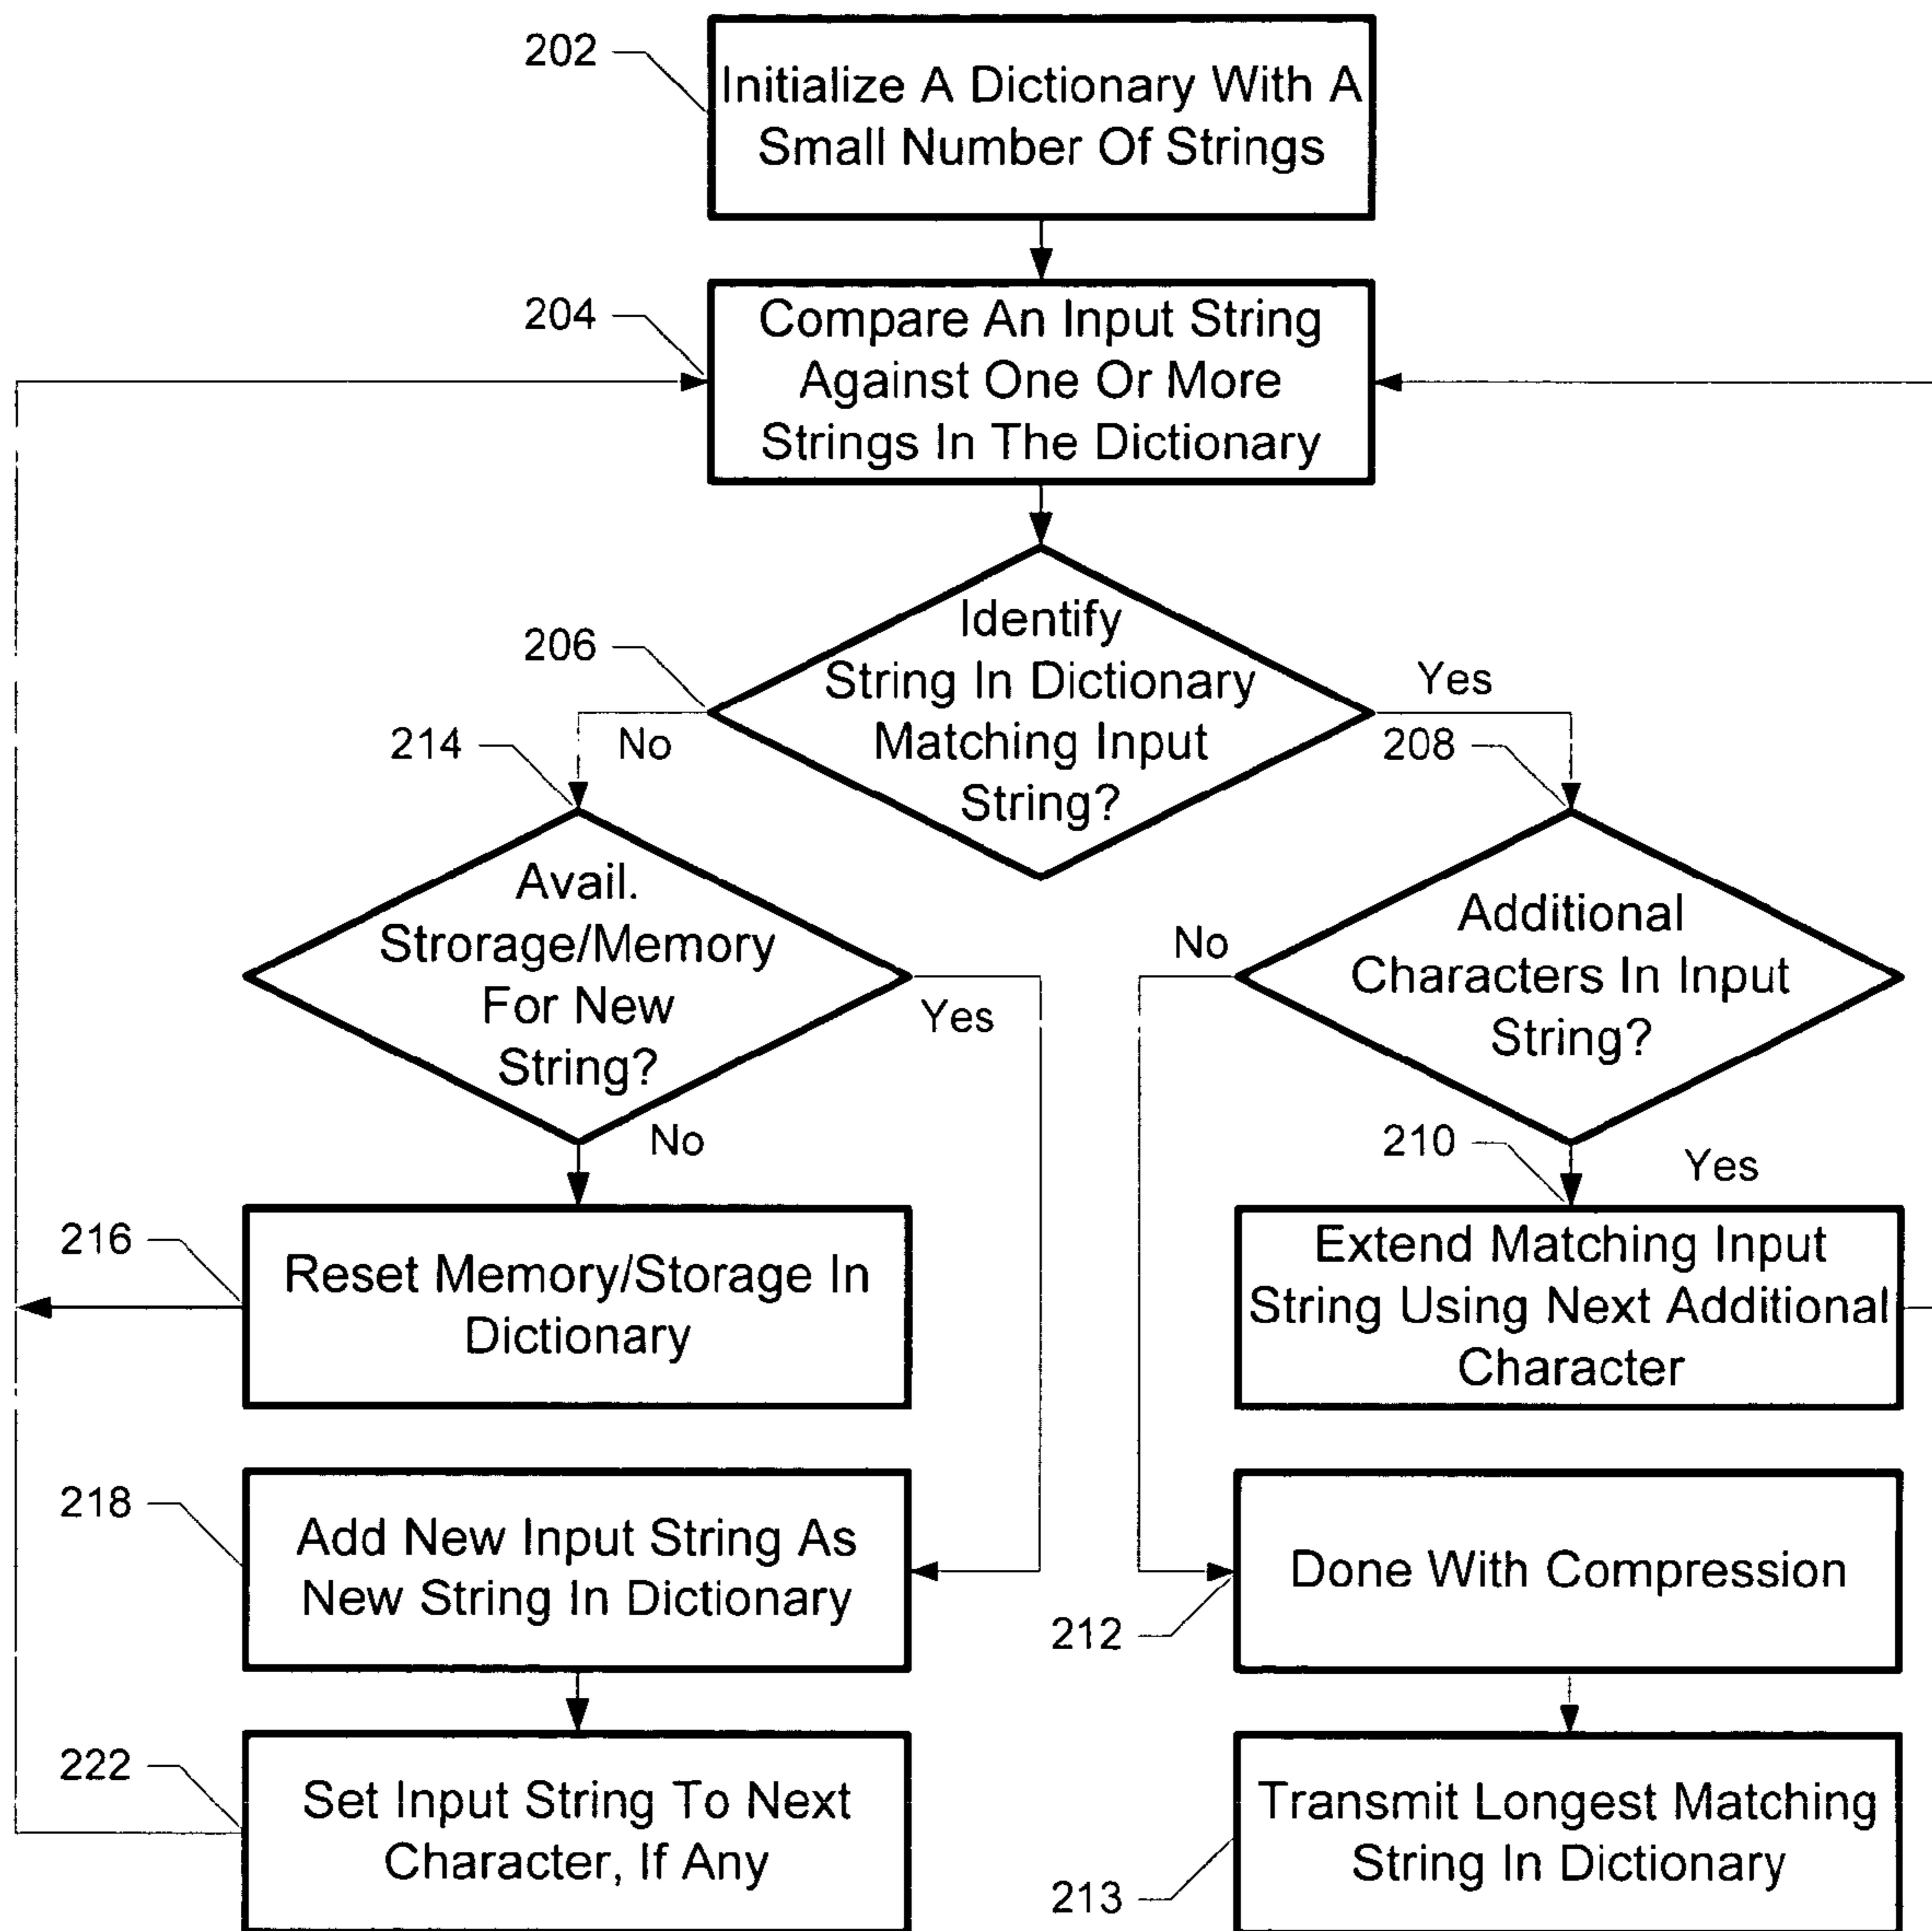 202
Initialize A Dictionary With A
Small Number Of Strings
204
Compare An Input String
Against One Or More
Strings In The Dictionary
206
Identify
String In Dictionary
Matching Input
String?
Yes
No
214
208
Avail.
Strorage/Memory
For New
String?
Yes
No
Additional
Characters In Input
String?
No
Yes
210
216
Reset Memory/Storage In
Dictionary
Extend Matching Input
String Using Next Additional
Character
218
Add New Input String As
New String In Dictionary
Done With Compression
212
222
Set Input String To Next
Character, If Any
Transmit Longest Matching
String In Dictionary
213